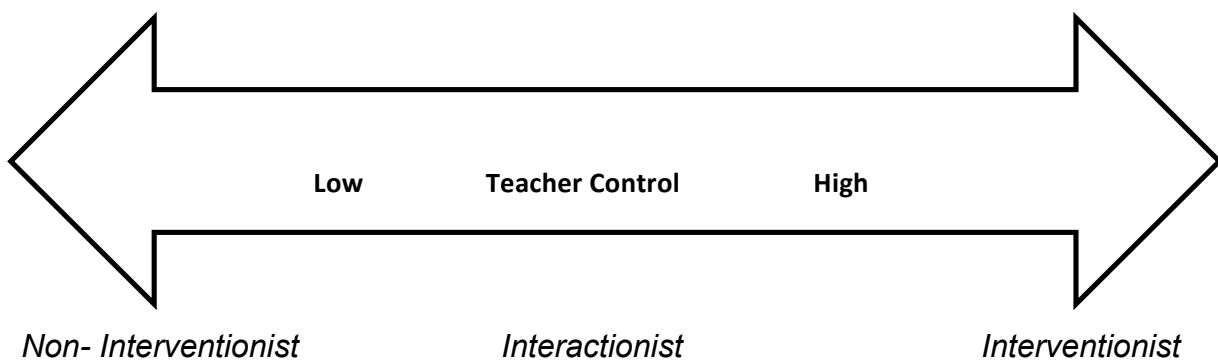 Low Teacher Control High
Non- Interventionist Interactionist Interventionist